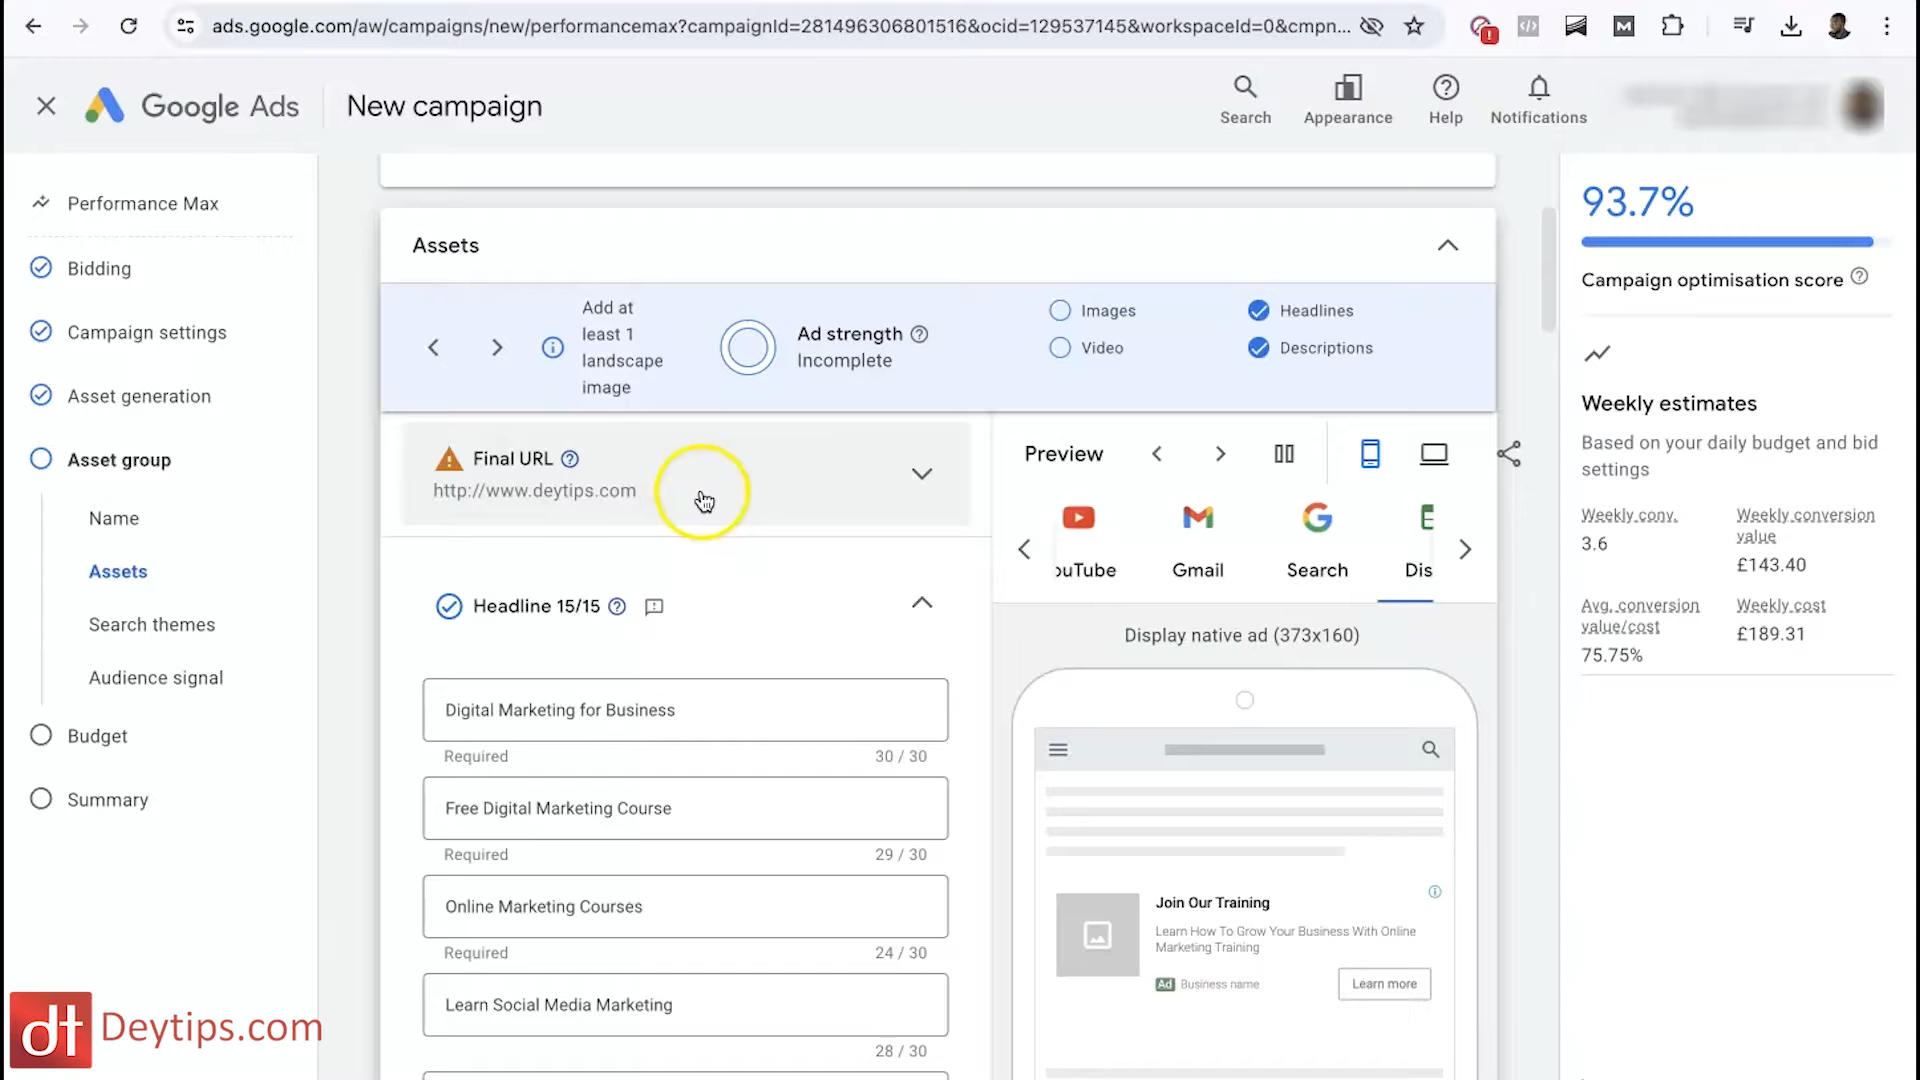 ads.google.com/aw/campaigns/new/performancemax?campaignId=281496306801516&ocid=129537145&workspaceId=0&cmpn...
Google Ads
New campaign
Search
Appearance
Help
Notifications
Performance Max
Bidding
Campaign settings
Asset generation
Asset group
Name
Assets
Search themes
Audience signal
Budget
Summary
Assets
Add at
least 1
landscape
image
Ad strength
Incomplete
Images
Video
Headlines
Descriptions
Final URL
http://www.deytips.com
Headline 15/15
Digital Marketing for Business
Required
30 / 30
Free Digital Marketing Course
Required
29 / 30
Online Marketing Courses
Required
24 / 30
Learn Social Media Marketing
28 / 30
Preview
ouTube
Gmail
Search
Dis
Display native ad (373x160)
Join Our Training
Learn How To Grow Your Business With Online
Marketing Training
Ad Business name
Learn more
93.7%
Campaign optimisation score
Weekly estimates
Based on your daily budget and bid
settings
Weekly conv.
3.6
Weekly conversion
value
£143.40
Avg. conversion
value/cost
75.75%
Weekly cost
£189.31
dt Deytips.com